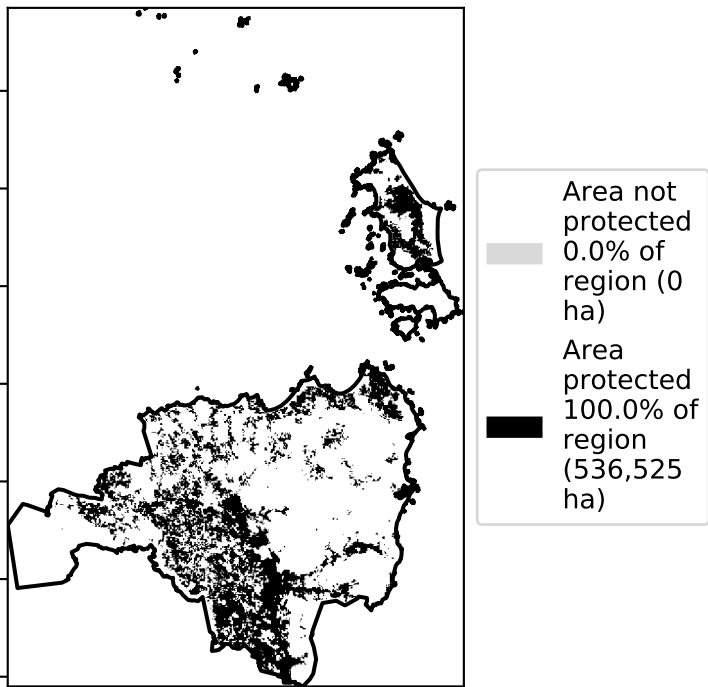 Area not
protected
0.0% of
region (0
ha)
Area
protected
100.0% of
region
(536,525
ha)